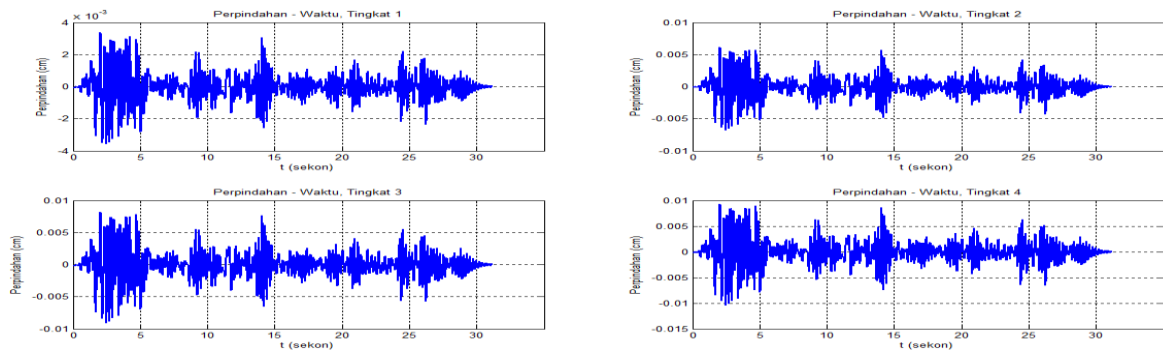 Perpindahan - Waktu, Tingkat 1
x 10⁻³
4
2
0
-2
-4
Perpindahan (cm)
0 5 10 15 20 25 30
t (sekon)
Perpindahan - Waktu, Tingkat 2
0.01
0.005
0
-0.005
-0.01
Perpindahan (cm)
0 5 10 15 20 25 30
t (sekon)
Perpindahan - Waktu, Tingkat 3
0.01
0.005
0
-0.005
-0.01
Perpindahan (cm)
0 5 10 15 20 25 30
t (sekon)
Perpindahan - Waktu, Tingkat 4
0.01
0.005
0
-0.005
-0.01
-0.015
Perpindahan (cm)
0 5 10 15 20 25 30
t (sekon)